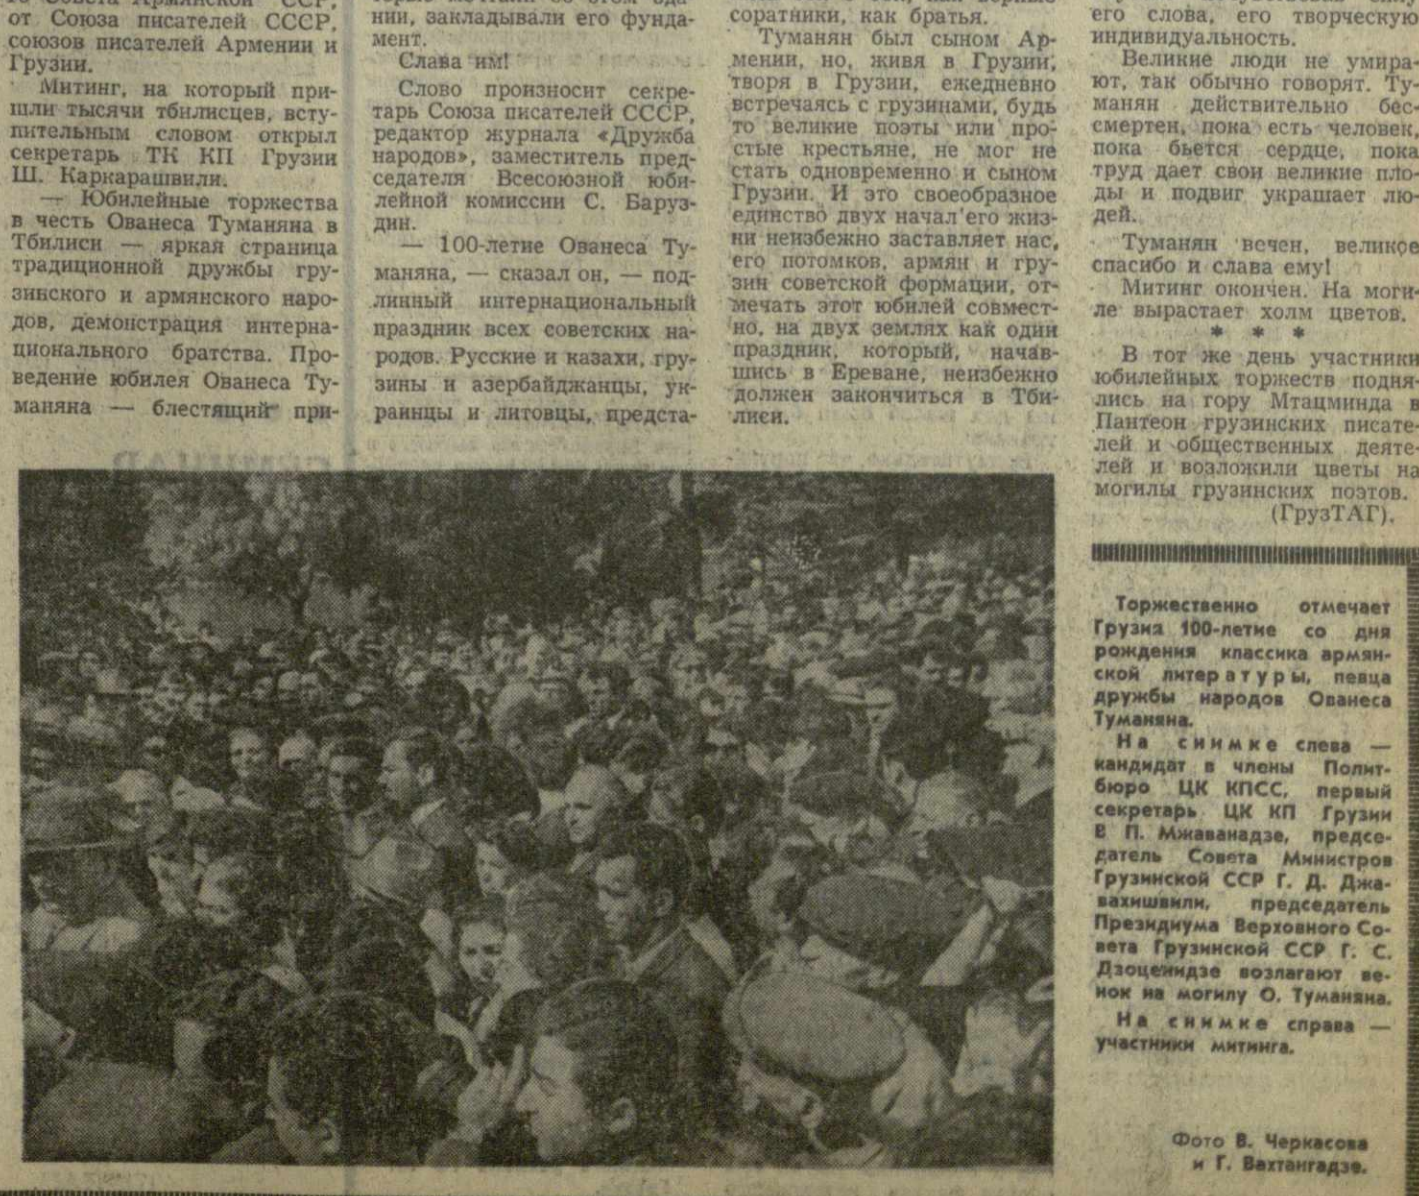 от Союза писателей СССР,
союзов писателей Армении и
Грузии.
Митинг, на который при-
шли тысячи тбилисцев, всту-
пительным словом открыл
секретарь ТК КП Грузии
Ш. Каркарашвили.
— Юбилейные торжества
в честь Ованеса Туманяна в
Тбилиси — яркая страница
традиционной дружбы гру-
зинского и армянского наро-
дов, демонстрация интерна-
ционального братства. Про-
ведение юбилея Ованеса Ту-
маняна — блестящий при-
нии, закладывали его фунда-
мент.
Слава им!
Слово произносит секре-
тарь Союза писателей СССР,
редактор журнала «Дружба
народов», заместитель пред-
седателя Всесоюзной юби-
лейной комиссии С. Баруз-
дин.
— 100-летие Ованеса Ту-
маняна, — сказал он, — под-
линный интернациональный
праздник всех советских на-
родов. Русские и казахи, гру-
зины и азербайджанцы, ук-
раинцы и литовцы, предста-
соратники, как братья.
Туманян был сыном Ар-
мении, но, живя в Грузии,
творя в Грузии, ежедневно
встречаясь с грузинами, будь
то великие поэты или про-
стые крестьяне, не мог не
стать одновременно и сыном
Грузии. И это своеобразное
единство двух начал его жиз-
ни неизбежно заставляет нас,
его потомков, армян и гру-
зин советской формации, от-
мечать этот юбилей совмест-
но, на двух землях как один
праздник, который, начав-
шись в Ереване, неизбежно
должен закончиться в Тби-
лиси.
его слова, его творческую
индивидуальность.
Великие люди не умира-
ют, так обычно говорят. Ту-
манян действительно бес-
смертен, пока есть человек,
пока бьется сердце, пока
труд дает свои великие пло-
ды и подвиг украшает лю-
дей.
Туманян вечен, великое
спасибо и слава ему!
Митинг окончен. На моги-
ле вырастает холм цветов.
* * *
В тот же день участники
юбилейных торжеств подня-
лись на гору Мтацминда в
Пантеон грузинских писате-
лей и общественных деяте-
лей и возложили цветы на
могилы грузинских поэтов.
(ГрузТАГ).
Торжественно отмечает
Грузия 100-летие со дня
рождения классика армян-
ской литературы, певца
дружбы народов Ованеса
Туманяна.
На снимке слева —
кандидат в члены Полит-
бюро ЦК КПСС, первый
секретарь ЦК КП Грузии
В. П. Мжаванадзе, предсе-
датель Совета Министров
Грузинской ССР Г. Д. Джа-
вахишвили, председатель
Президиума Верховного Со-
вета Грузинской ССР Г. С.
Дзоценидзе возлагают ве-
нок на могилу О. Туманяна.
На снимке справа —
участники митинга.
Фото В. Черкасова
и Г. Вахтангадзе.